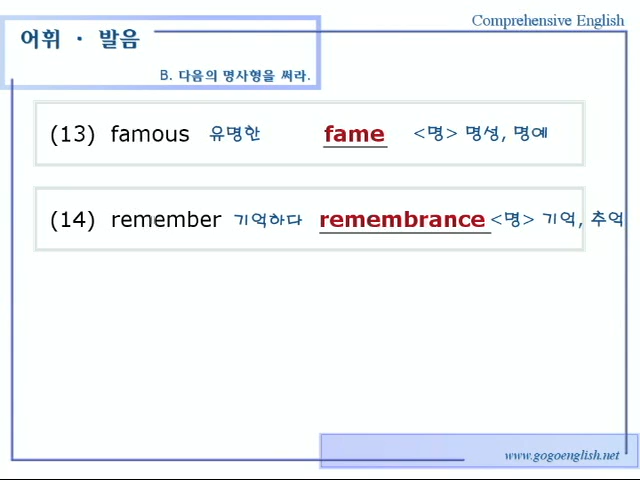 Comprehensive English
어휘 · 발음
B. 다음의 명사형을 써라.
(13) famous 유명한 fame <명> 명성, 명예
(14) remember 기억하다 remembrance <명> 기억, 추억
www.gogoenglish.net